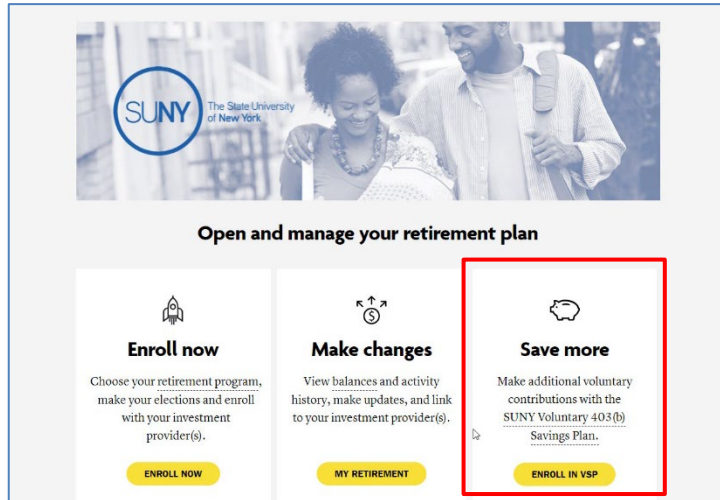 SUNY
The State University
of New York
Open and manage your retirement plan
Enroll now
Choose your retirement program,
make your elections and enroll
with your investment
provider(s).
ENROLL NOW
Make changes
View balances and activity
history, make updates, and link
to your investment provider(s).
MY RETIREMENT
Save more
Make additional voluntary
contributions with the
SUNY Voluntary 403(b)
Savings Plan.
ENROLL IN VSP